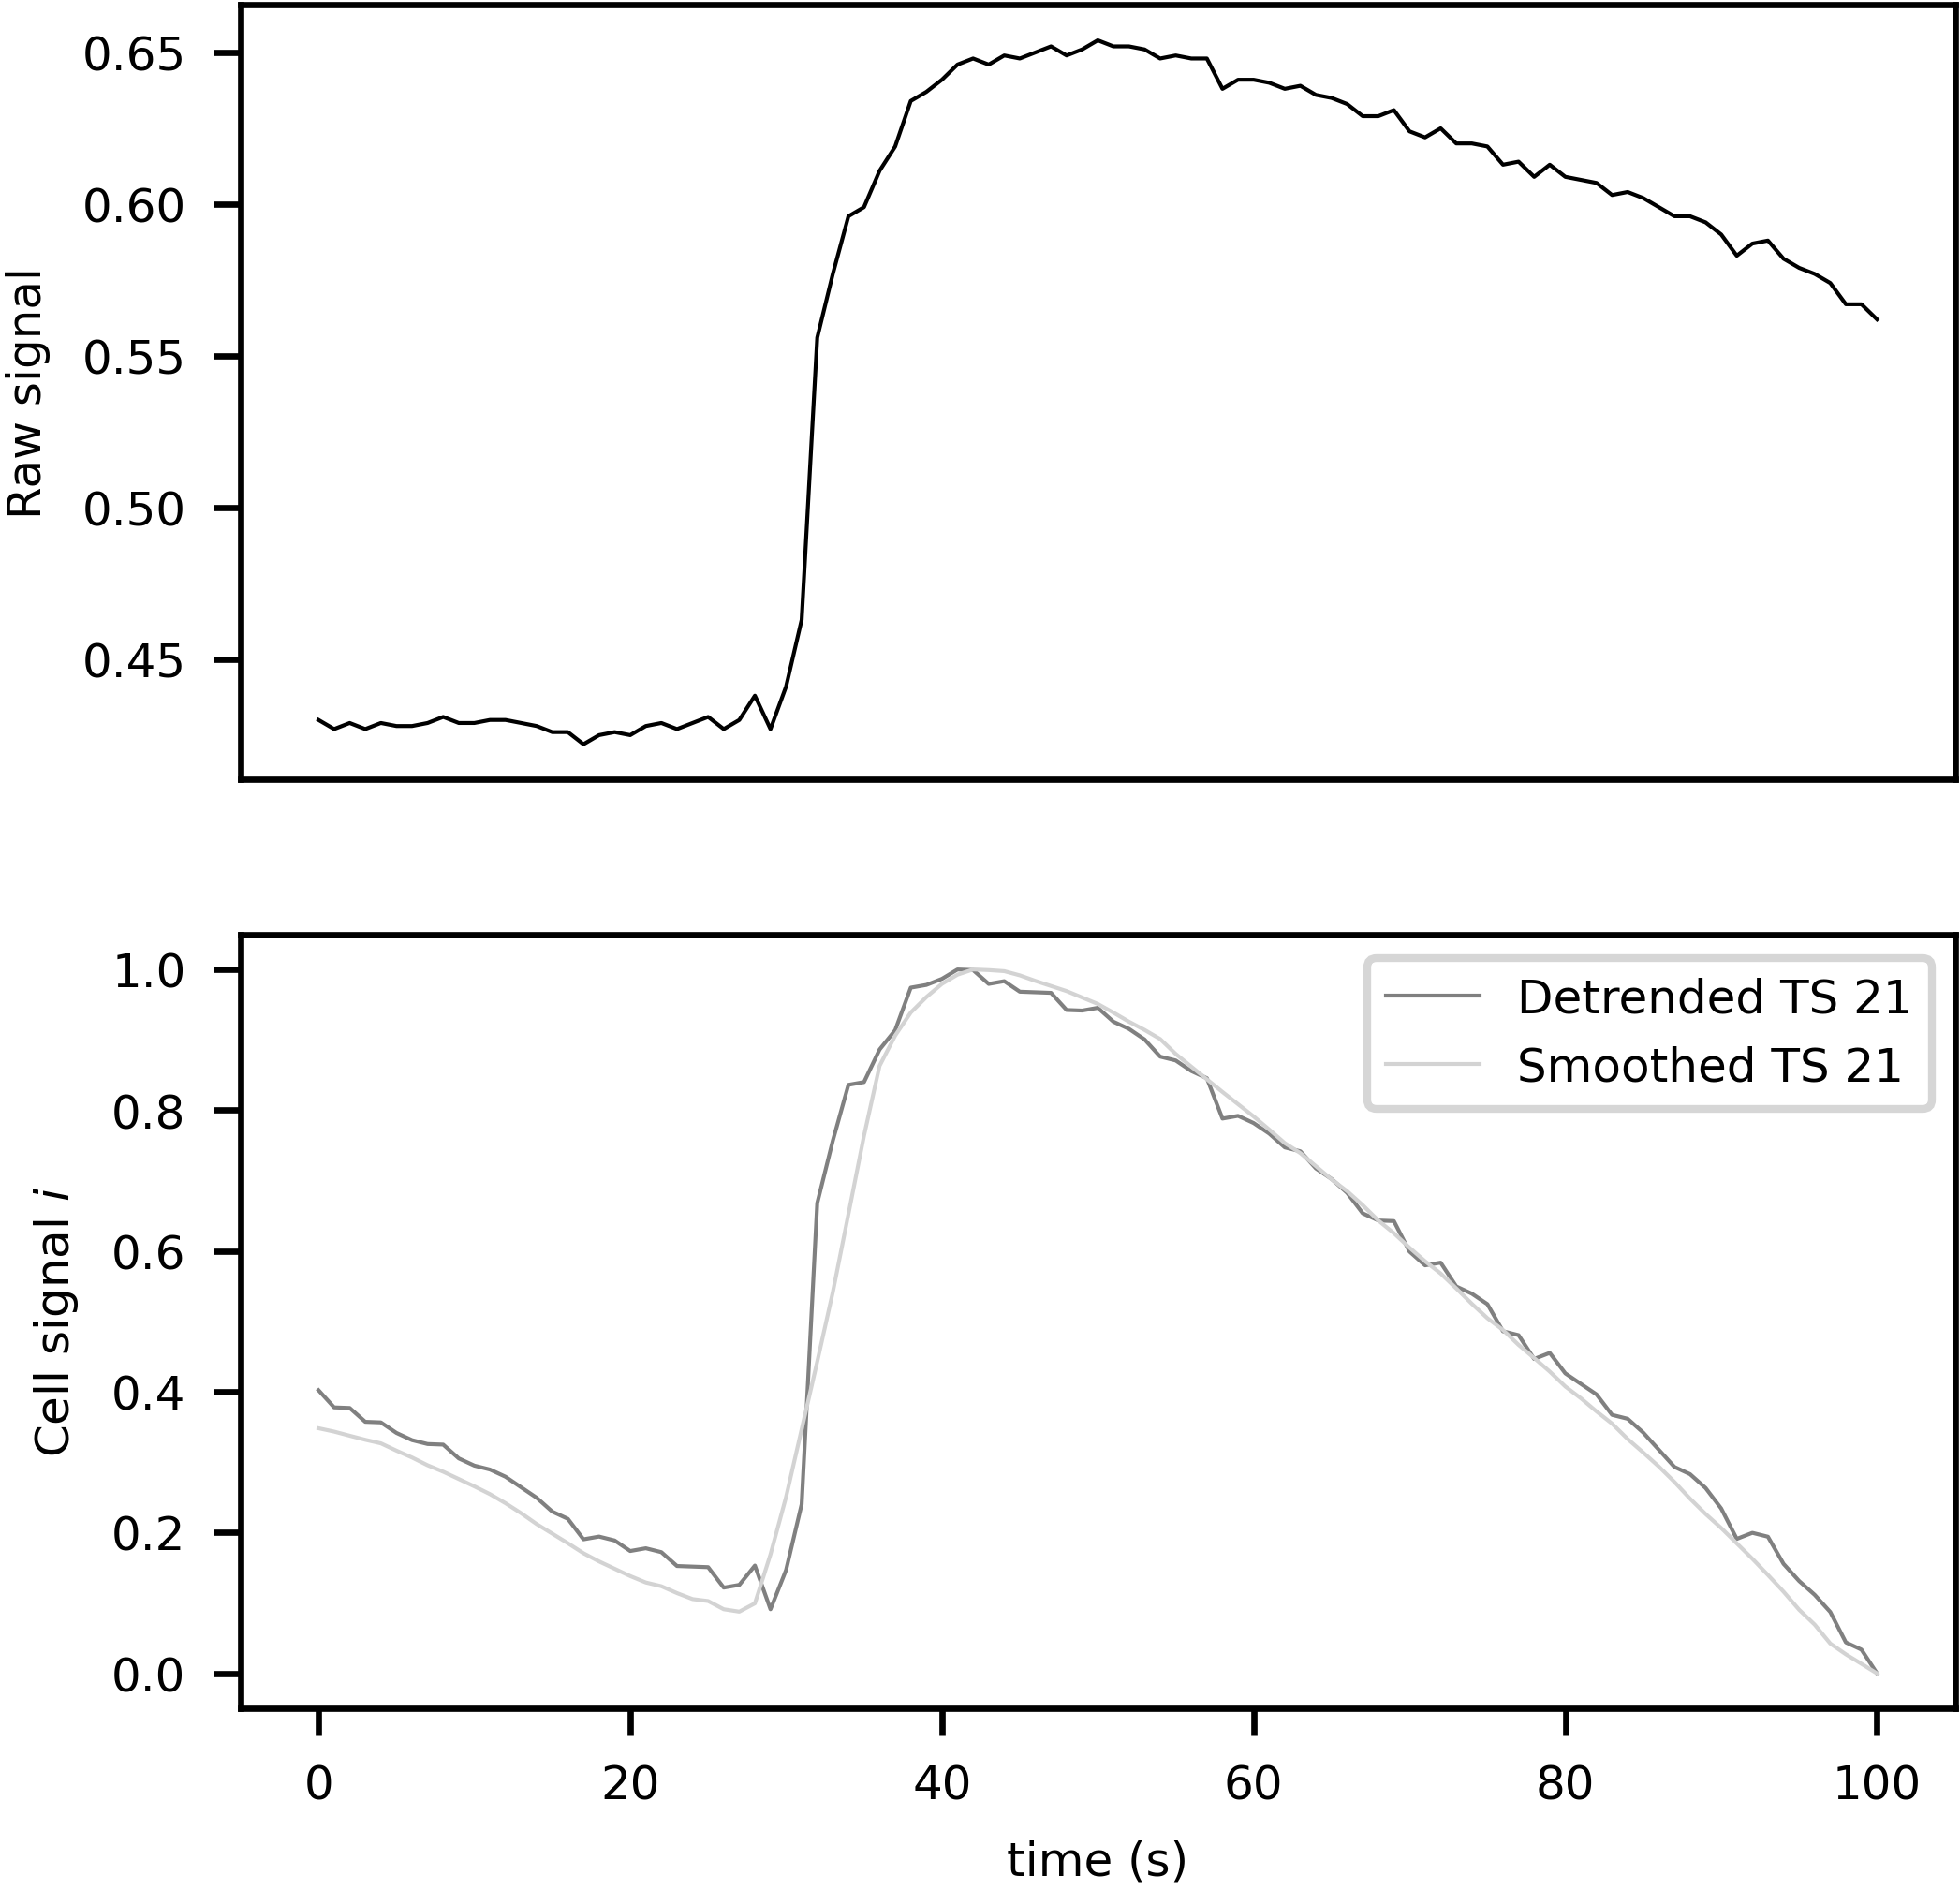 0.65
0.60
0.55
0.50
0.45
Raw signal
1.0
0.8
0.6
0.4
0.2
0.0
Cell signal i
Detrended TS 21
Smoothed TS 21
0 20 40 60 80 100
time (s)